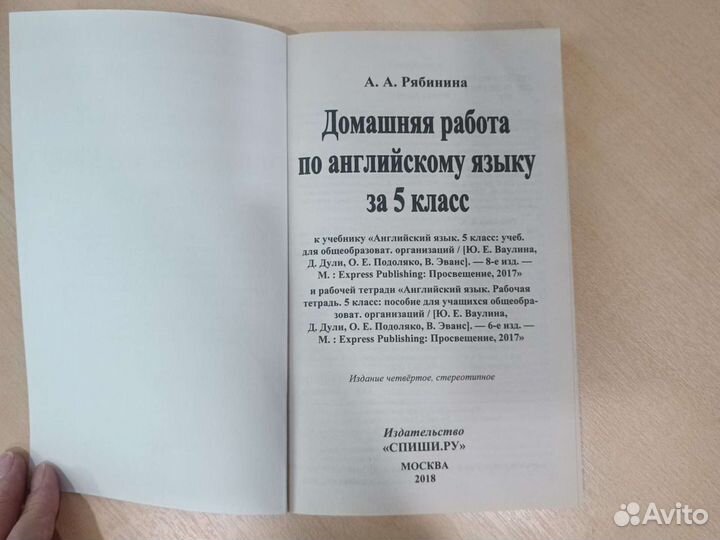 А. А. Рябинина
Домашняя работа
по английскому языку
за 5 класс
к учебнику «Английский язык. 5 класс: учеб.
для общеобразоват. организаций / [Ю. Е. Ваулина,
Д. Дули, О. Е. Подоляко, В. Эванс]. — 8-е изд. —
М. : Express Publishing: Просвещение, 2017»
и рабочей тетради «Английский язык. Рабочая
тетрадь. 5 класс: пособие для учащихся общеобра-
зоват. организаций / [Ю. Е. Ваулина,
Д. Дули, О. Е. Подоляко, В. Эванс]. — 6-е изд. —
М. : Express Publishing: Просвещение, 2017»
Издание четвёртое, стереотипное
Издательство
«СПИШИ.РУ»
МОСКВА
2018
Avito